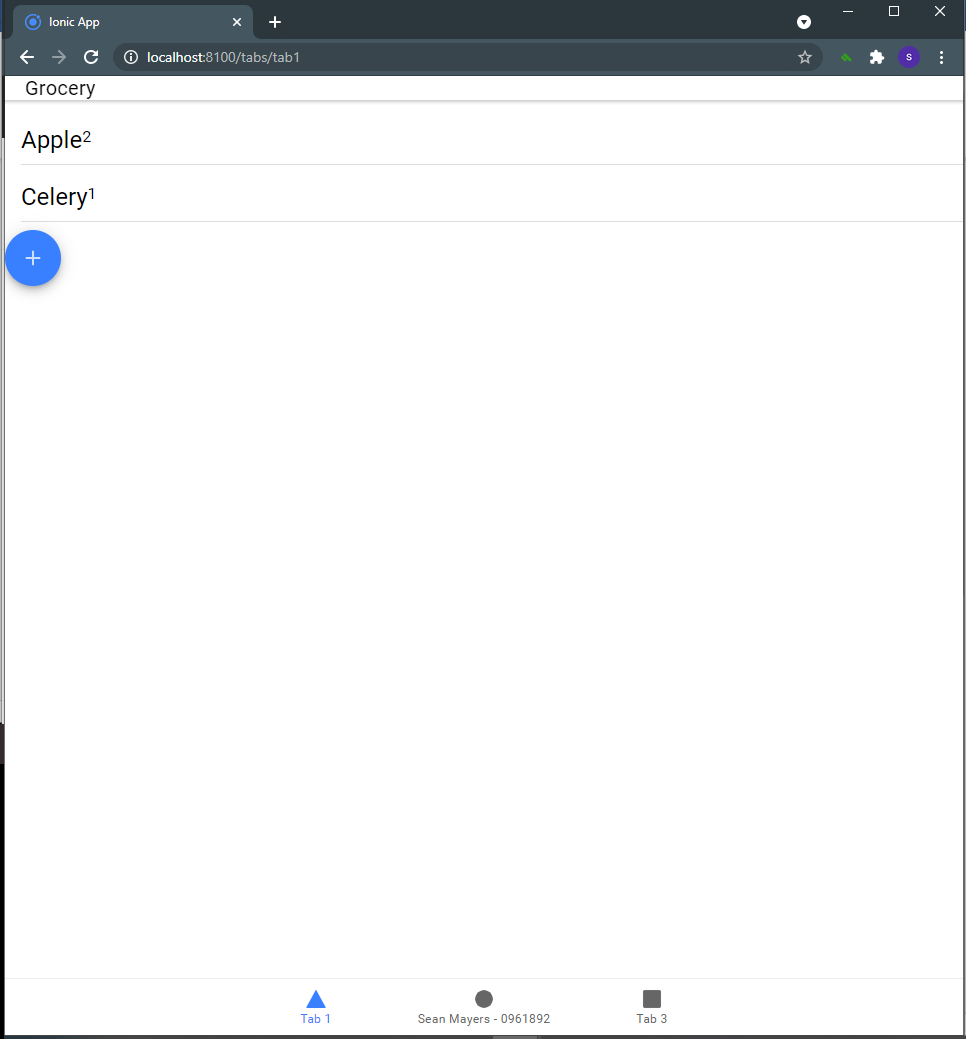 Ionic App
localhost:8100/tabs/tab1
S
Grocery
Apple2
Celery1
Tab 1
Sean Mayers - 0961892
Tab 3